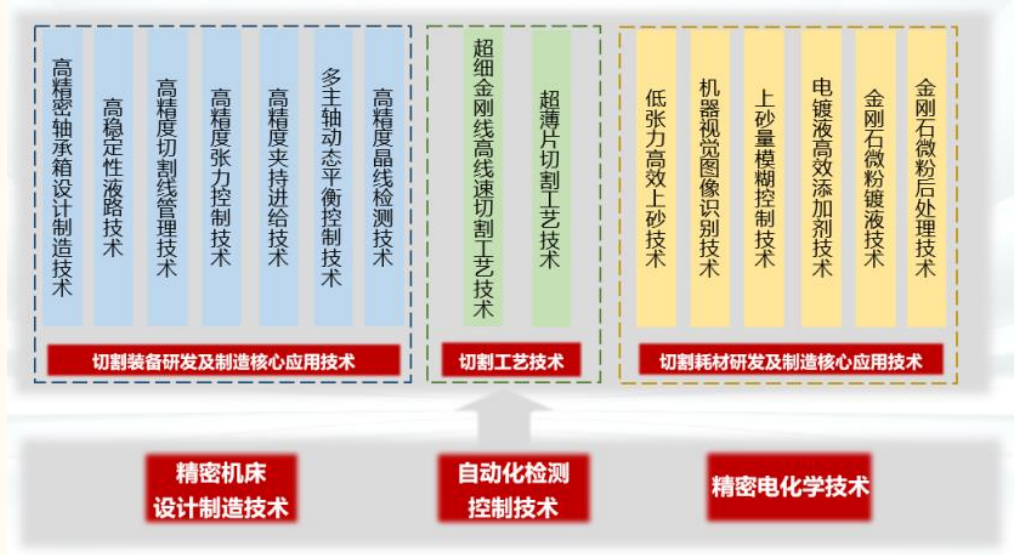 高精密轴承箱设计制造技术
高稳定性液路技术
高精度切割线管理技术
高精度张力控制技术
高精度夹持进给技术
多主轴动态平衡控制技术
高精度晶线检测技术
切割装备研发及制造核心应用技术
超细金刚线高线速切割工艺技术
超薄片切割工艺技术
切割工艺技术
低张力高效上砂技术
机器视觉图像识别技术
上砂量模糊控制技术
电镀液高效添加剂技术
金刚石微粉镀液技术
金刚石微粉后处理技术
切割耗材研发及制造核心应用技术
精密机床
设计制造技术
自动化检测
控制技术
精密电化学技术